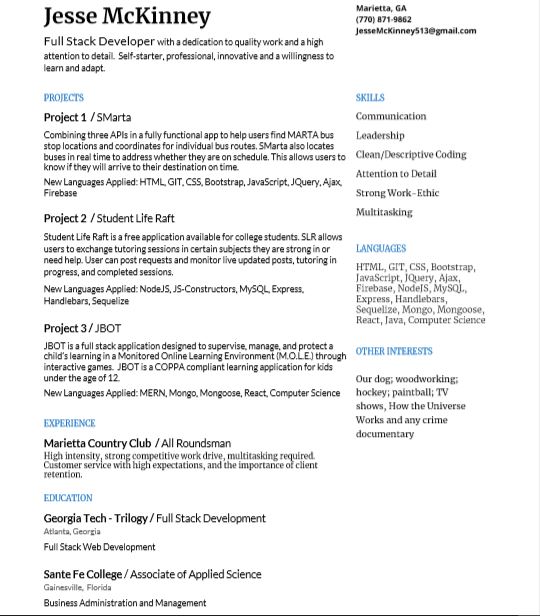 Jesse McKinney
Full Stack Developer with a dedication to quality work and a high
attention to detail. Self-starter, professional, innovative and a willingness to
learn and adapt.
Marietta, GA
(770) 871-9862
JesseMcKinney513@gmail.com
PROJECTS
Project 1 / SMarta
Combining three APIs in a fully functional app to help users find MARTA bus
stop locations and coordinates for individual bus routes. SMarta also locates
buses in real time to address whether they are on schedule. This allows users to
know if they will arrive to their destination on time.
New Languages Applied: HTML, GIT, CSS, Bootstrap, JavaScript, JQuery, Ajax,
Firebase
Project 2 / Student Life Raft
Student Life Raft is a free application available for college students. SLR allows
users to exchange tutoring sessions in certain subjects they are strong in or
need help. User can post requests and monitor live updated posts, tutoring in
progress, and completed sessions.
New Languages Applied: NodeJS, JS-Constructors, MySQL, Express,
Handlebars, Sequelize
Project 3 / JBOT
JBOT is a full stack application designed to supervise, manage, and protect a
child's learning in a Monitored Online Learning Environment (M.O.L.E.) through
interactive games. JBOT is a COPPA compliant learning application for kids
under the age of 12.
New Languages Applied: MERN, Mongo, Mongoose, React, Computer Science
EXPERIENCE
Marietta Country Club / All Roundsman
High intensity, strong competitive work drive, multitasking required.
Customer service with high expectations, and the importance of client
retention.
EDUCATION
Georgia Tech - Trilogy / Full Stack Development
Atlanta, Georgia
Full Stack Web Development
Sante Fe College / Associate of Applied Science
Gainesville, Florida
Business Administration and Management
SKILLS
Communication
Leadership
Clean/Descriptive Coding
Attention to Detail
Strong Work-Ethic
Multitasking
LANGUAGES
HTML, GIT, CSS, Bootstrap,
JavaScript, JQuery, Ajax,
Firebase, NodeJS, MySQL,
Express, Handlebars,
Sequelize, Mongo, Mongoose,
React, Java, Computer Science
OTHER INTERESTS
Our dog; woodworking;
hockey; paintball; TV
shows, How the Universe
Works and any crime
documentary